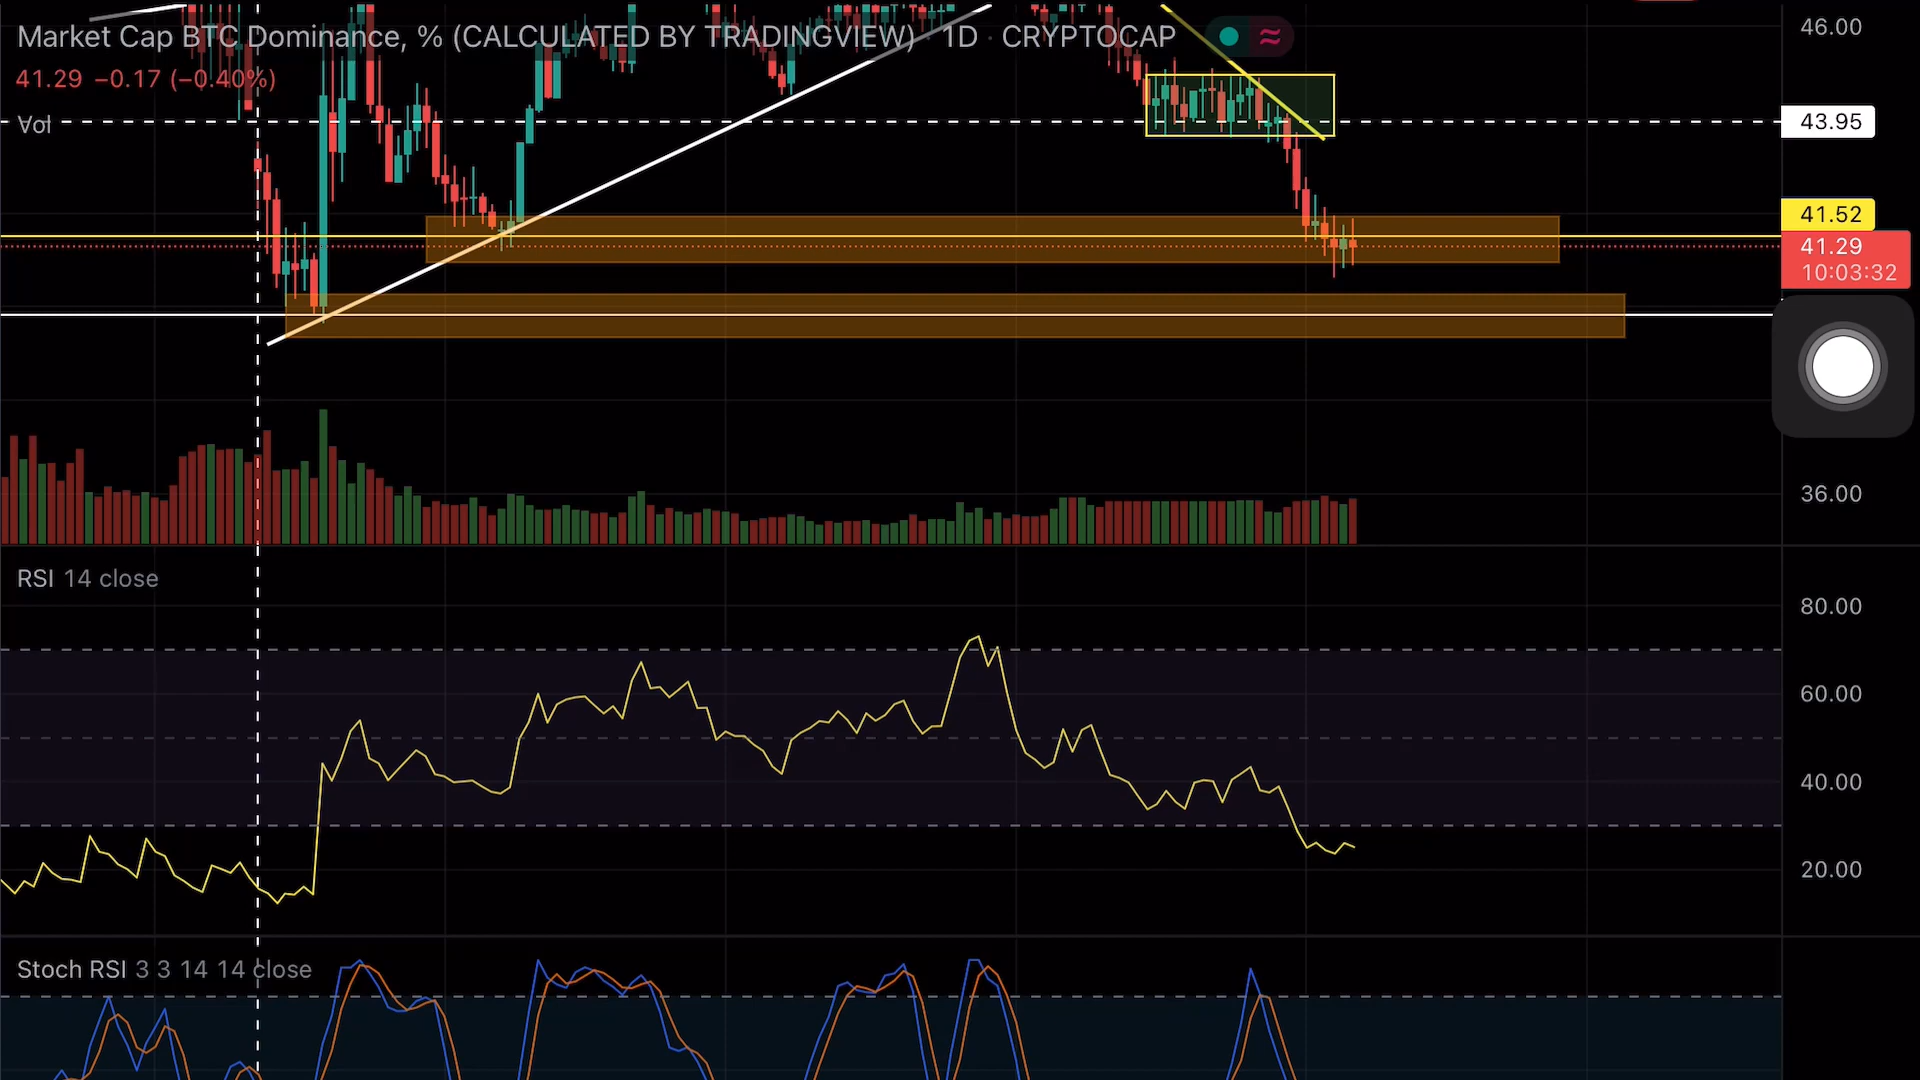 Market Cap BTC Dominance, % (CALCULATED BY TRADINGVIEW) · 1D · CRYPTOCAP
41.29 −0.17 (−0.40%)
Vol
46.00
43.95
41.52
41.29
10:03:32
36.00
RSI 14 close
80.00
60.00
40.00
20.00
Stoch RSI 3 3 14 14 close